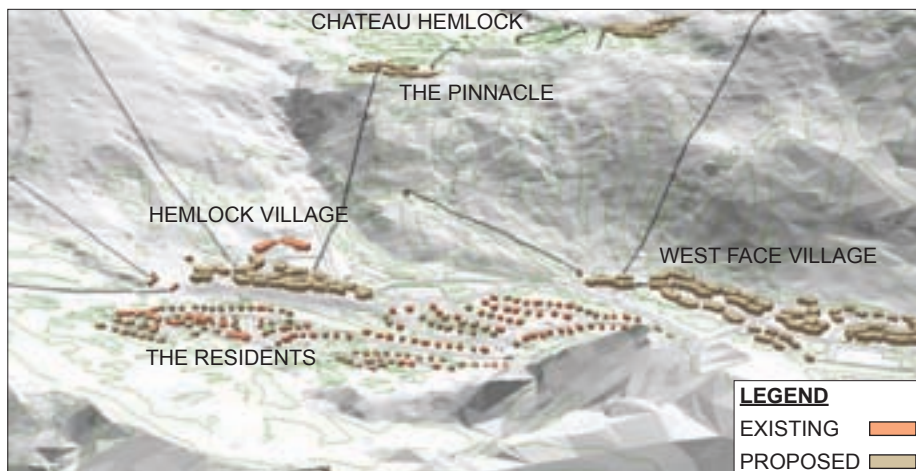 CHATEAU HEMLOCK
THE PINNACLE
HEMLOCK VILLAGE
WEST FACE VILLAGE
THE RESIDENTS
LEGEND
EXISTING
PROPOSED